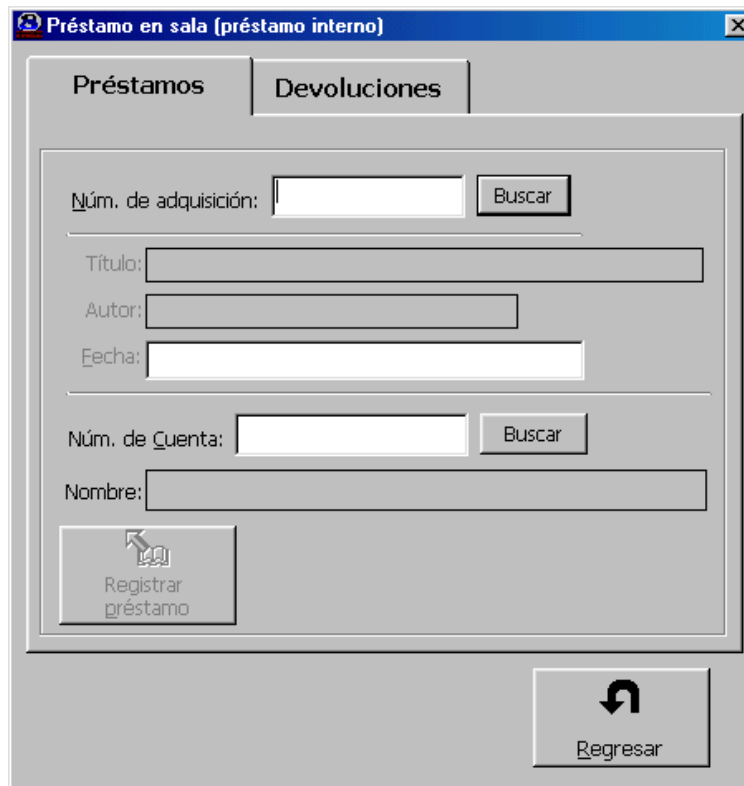 Préstamo en sala (préstamo interno)
Préstamos
Devoluciones
Núm. de adquisición:
Buscar
Título:
Autor:
Fecha:
Núm. de Cuenta:
Buscar
Nombre:
Registrar
préstamo
Regresar